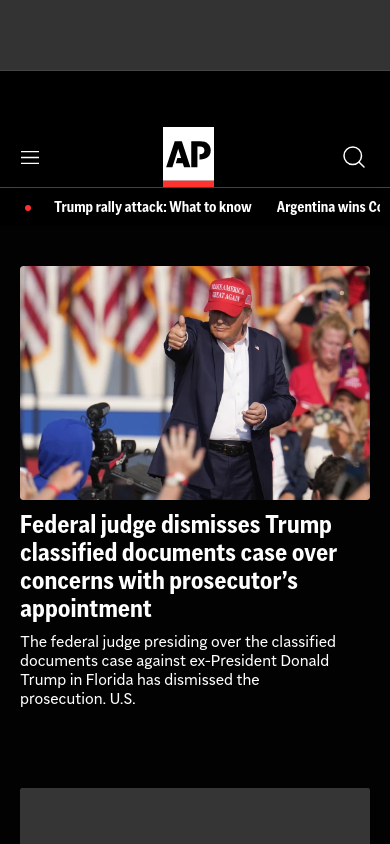 AP
Trump rally attack: What to know
Argentina wins Co
MAKE AMERICA
GREAT AGAIN
Federal judge dismisses Trump
classified documents case over
concerns with prosecutor’s
appointment
The federal judge presiding over the classified
documents case against ex-President Donald
Trump in Florida has dismissed the
prosecution. U.S.